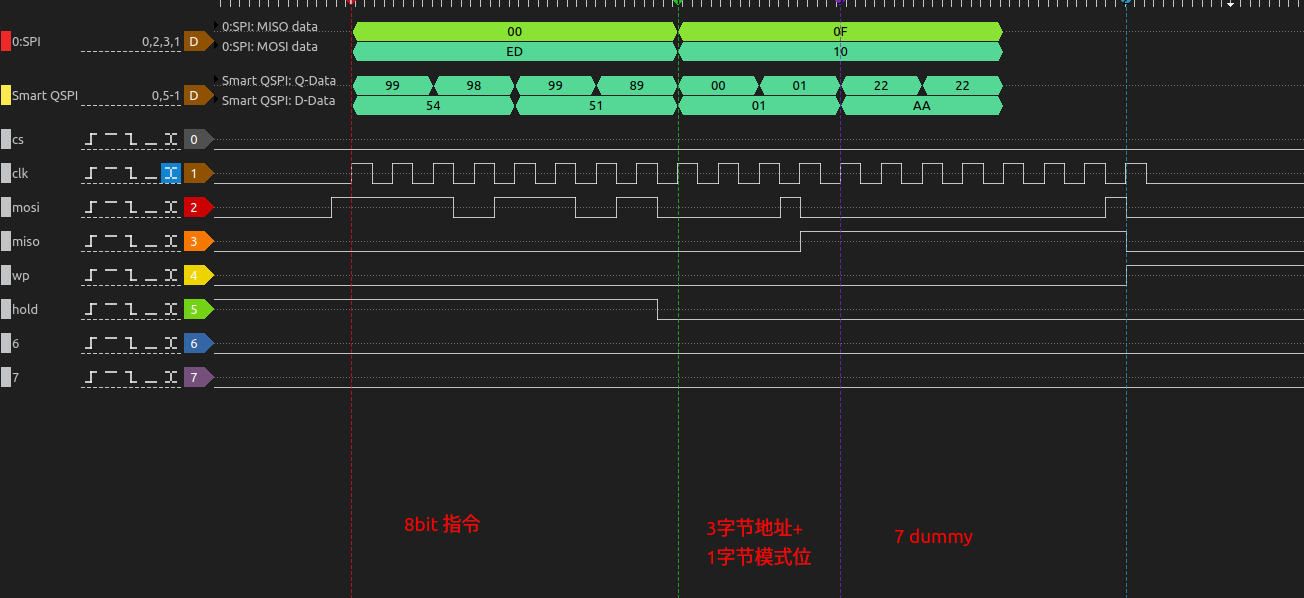 0:SPI
0,2,3,1
D
0:SPI: MISO data
0:SPI: MOSI data
00
0F
ED
10
Smart QSPI
0,5-1
D
Smart QSPI: Q-Data
Smart QSPI: D-Data
99
98
99
89
00
01
22
22
54
51
01
AA
cs
0
clk
1
mosi
2
miso
3
wp
4
hold
5
6
6
7
7
8bit 指令
3字节地址+
1字节模式位
7 dummy